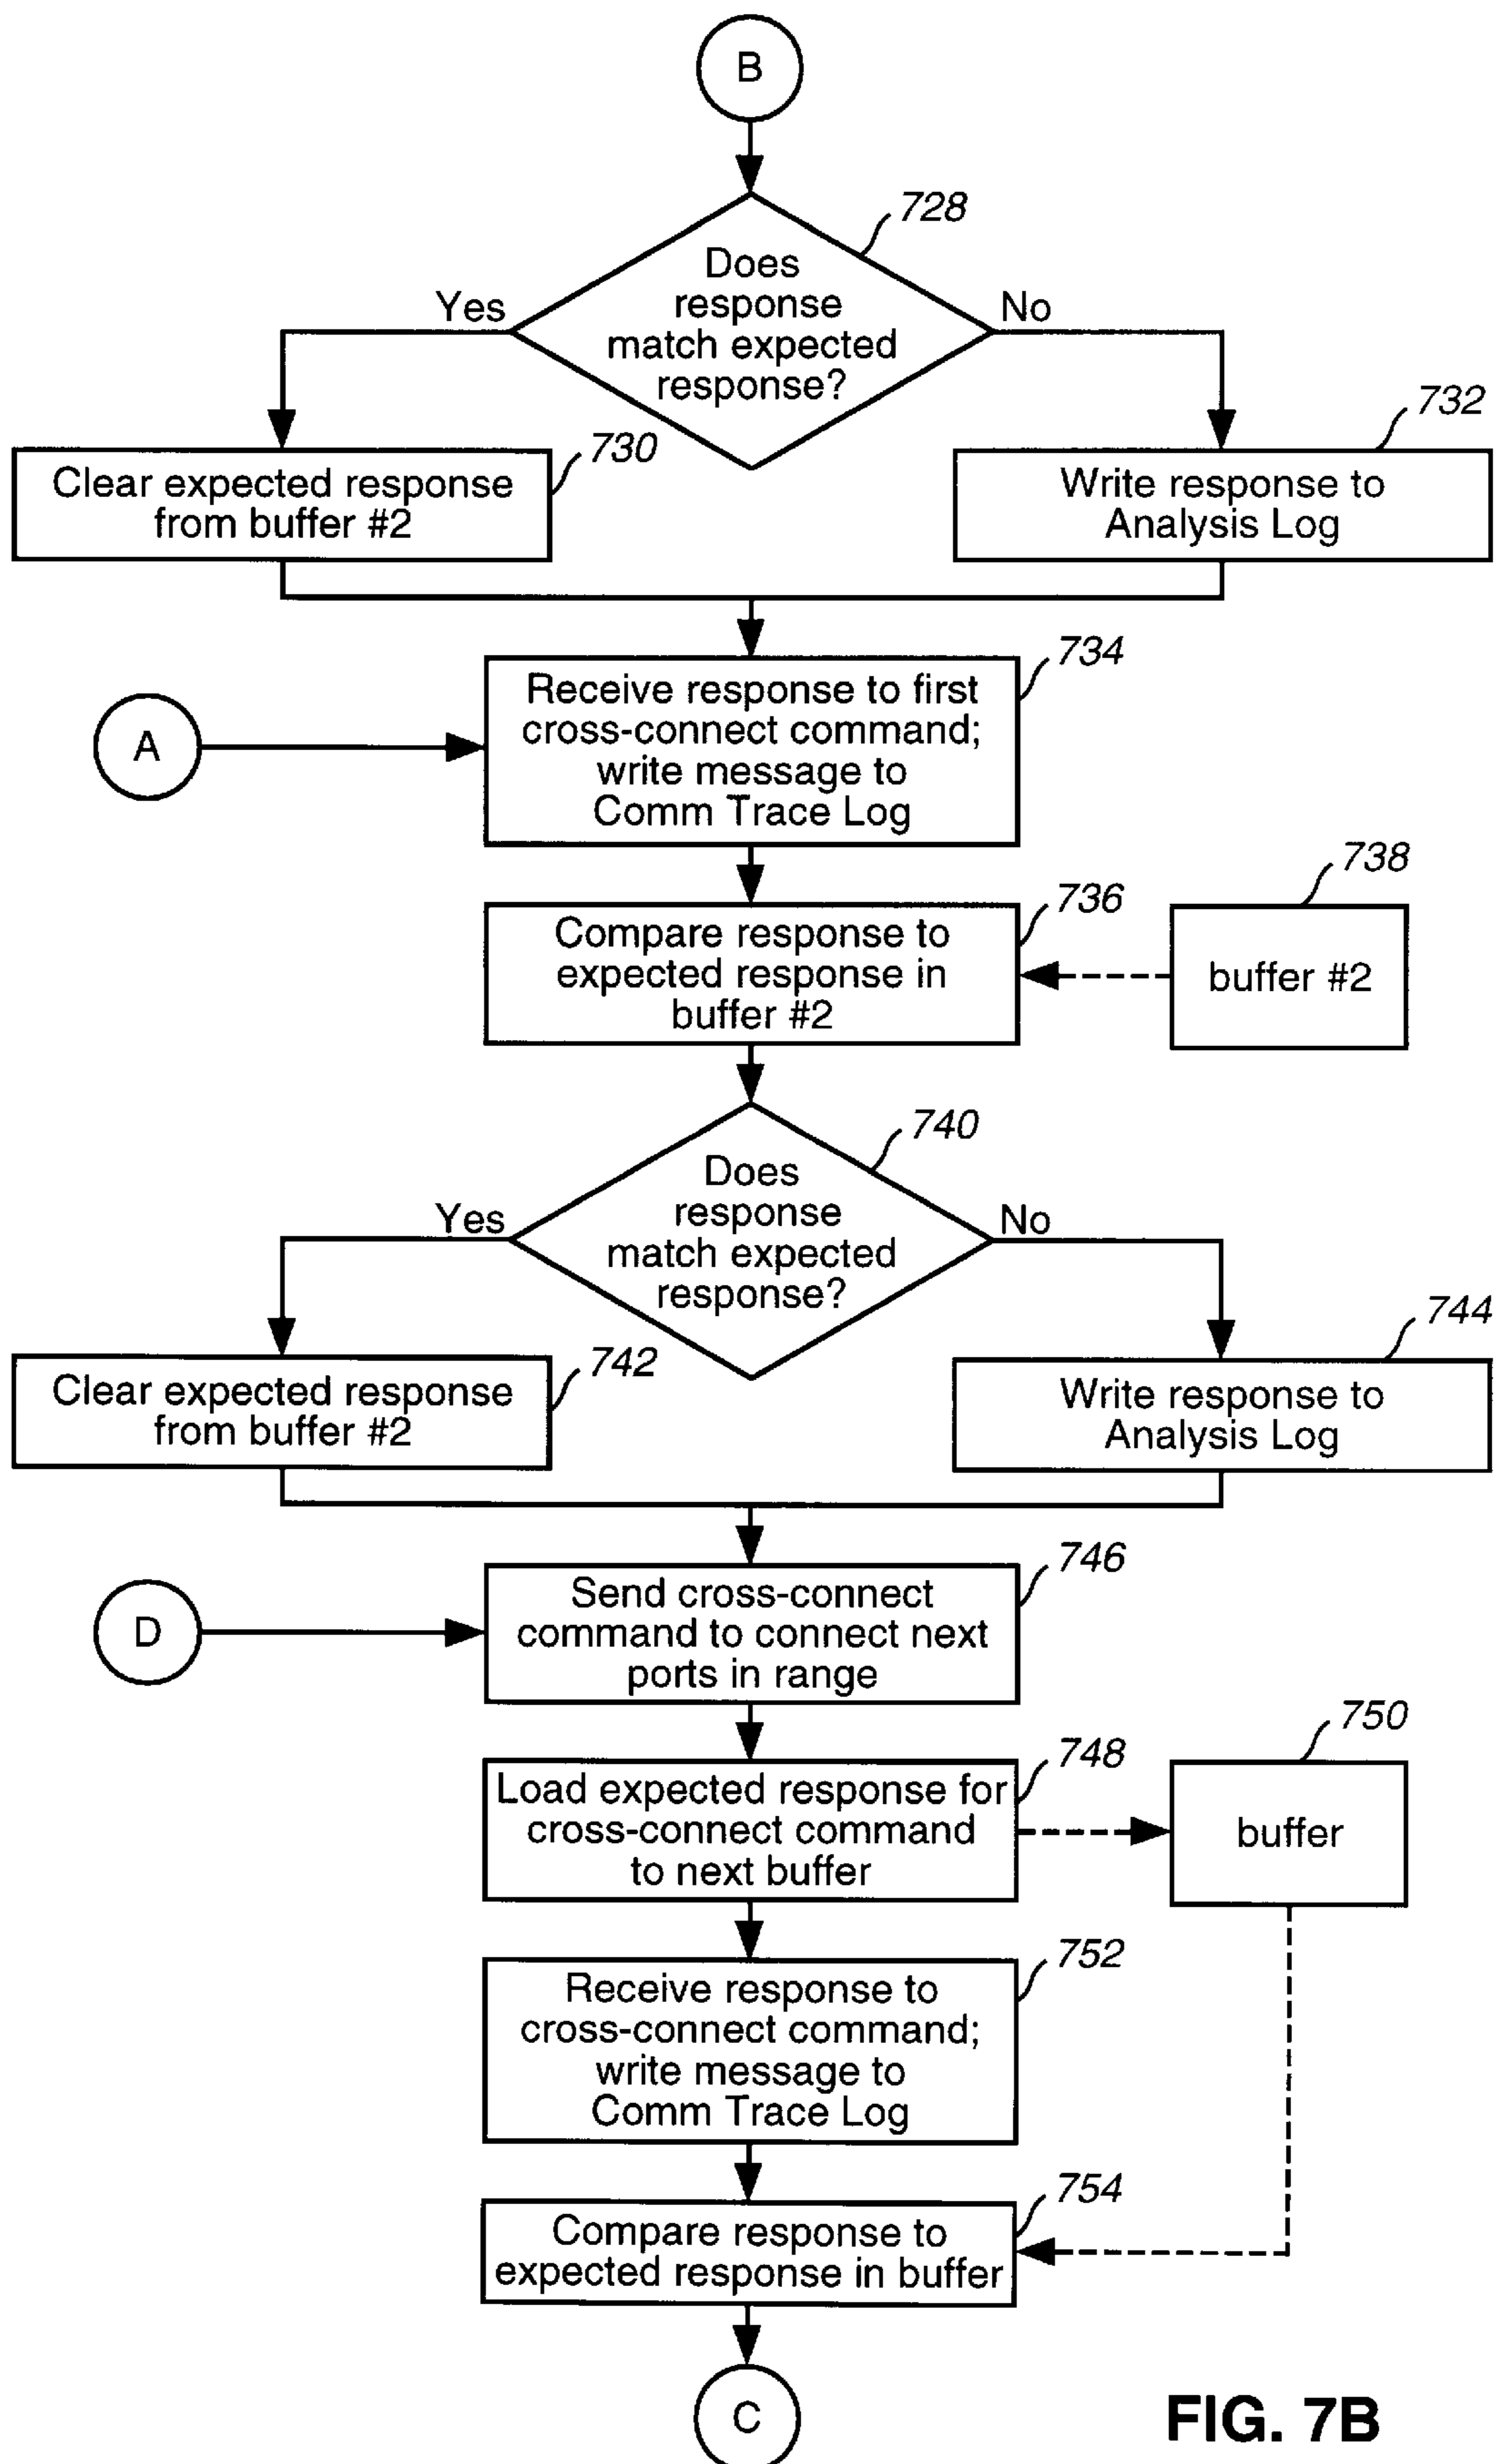 B
728
Does
response
match expected
response?
Yes
No
730
732
Clear expected response
from buffer #2
Write response to
Analysis Log
734
Receive response to first
cross-connect command;
write message to
Comm Trace Log
A
736
738
Compare response to
expected response in
buffer #2
buffer #2
740
Does
response
match expected
response?
Yes
No
742
744
Clear expected response
from buffer #2
Write response to
Analysis Log
746
Send cross-connect
command to connect next
ports in range
D
748
750
Load expected response for
cross-connect command
to next buffer
buffer
752
Receive response to
cross-connect command;
write message to
Comm Trace Log
754
Compare response to
expected response in buffer
C
FIG. 7B